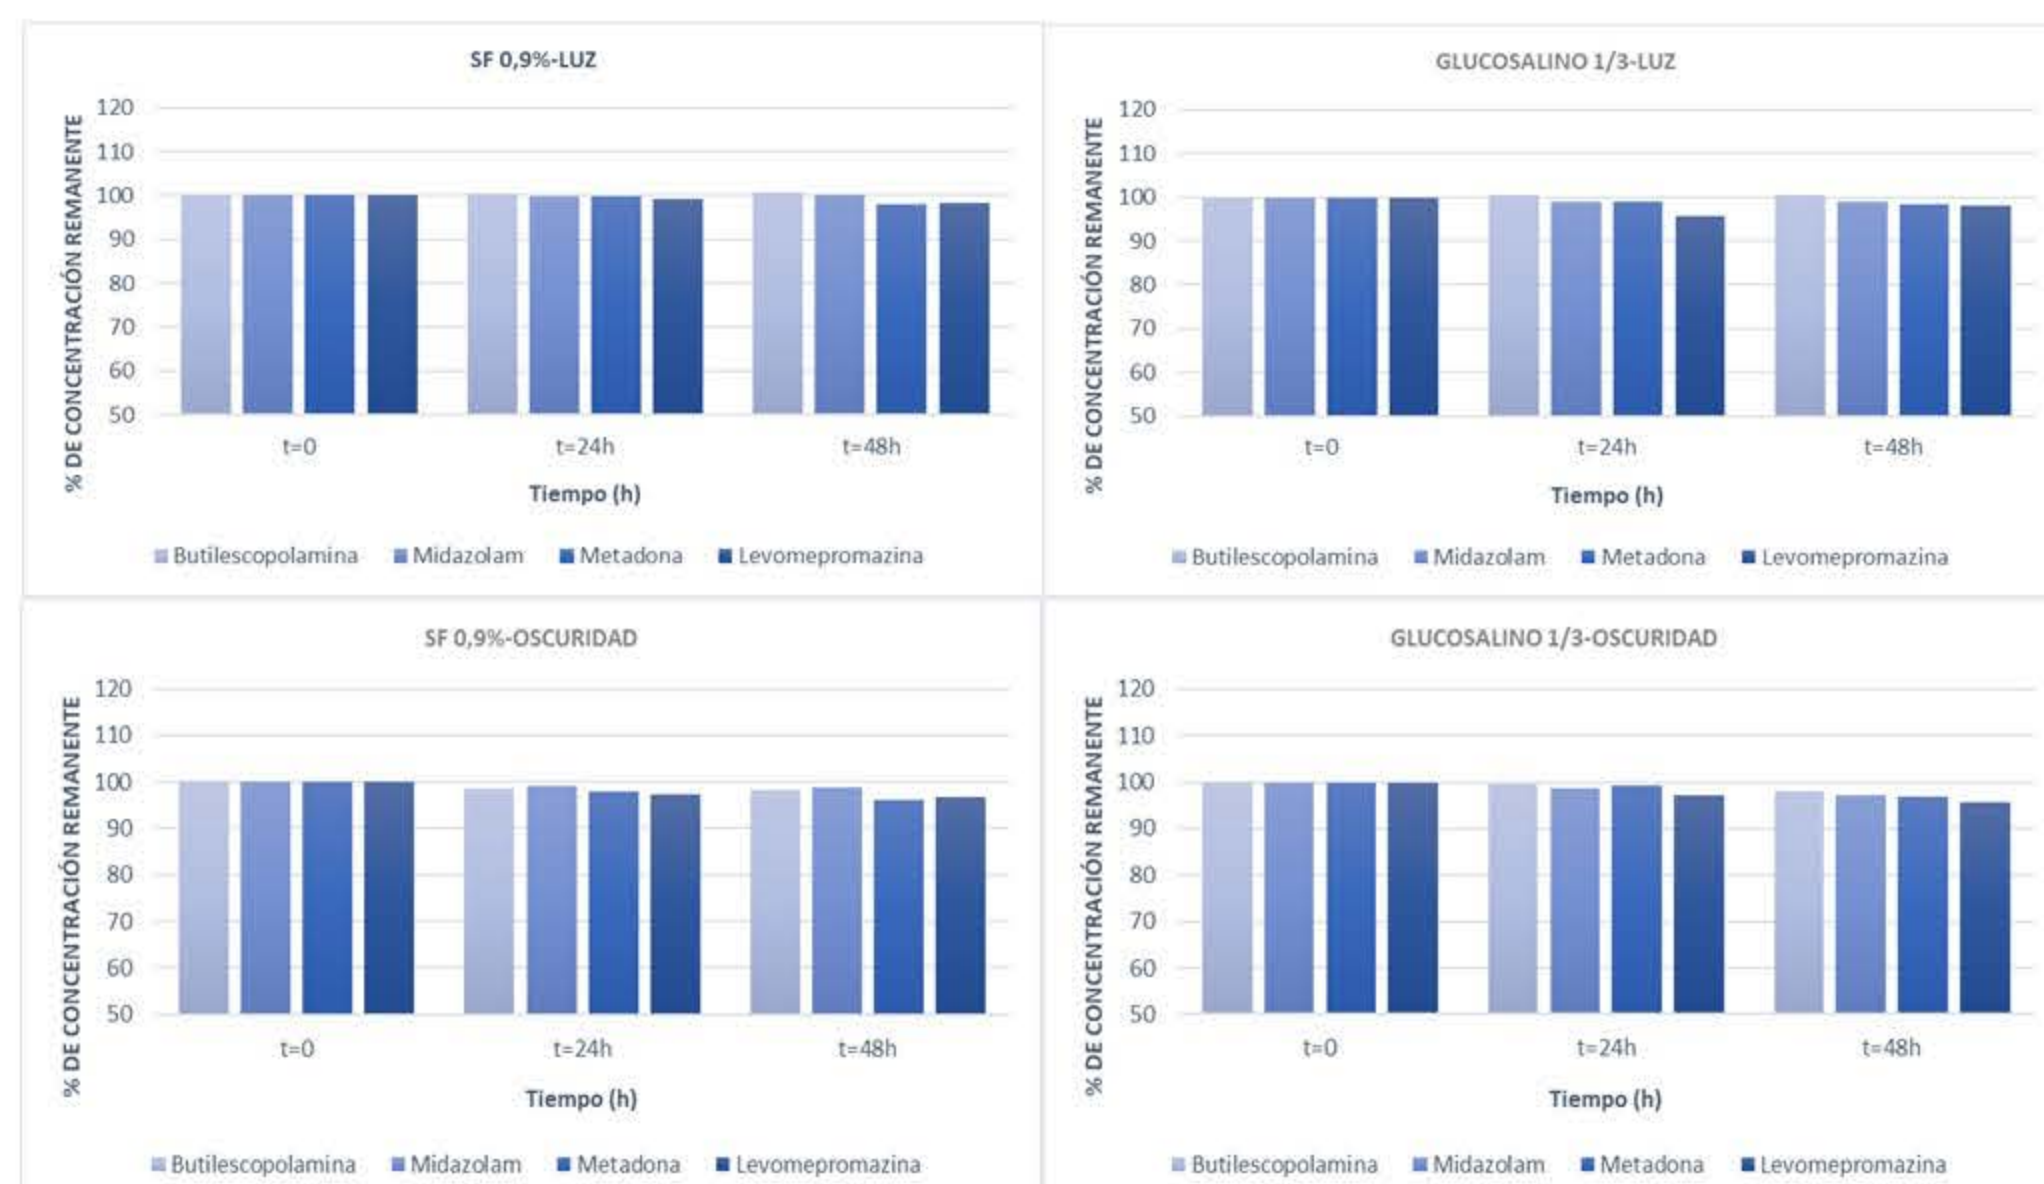 SF 0,9%-LUZ
% DE CONCENTRACIÓN REMANENTE
120
110
100
90
80
70
60
50
t=0 t=24h t=48h
Tiempo (h)
Butilescopolamina Midazolam Metadona Levomepromazina
GLUCOSALINO 1/3-LUZ
% DE CONCENTRACIÓN REMANENTE
120
110
100
90
80
70
60
50
t=0 t=24h t=48h
Tiempo (h)
Butilescopolamina Midazolam Metadona Levomepromazina
SF 0,9%-OSCURIDAD
% DE CONCENTRACIÓN REMANENTE
120
110
100
90
80
70
60
50
t=0 t=24h t=48h
Tiempo (h)
Butilescopolamina Midazolam Metadona Levomepromazina
GLUCOSALINO 1/3-OSCURIDAD
% DE CONCENTRACIÓN REMANENTE
120
110
100
90
80
70
60
50
t=0 t=24h t=48h
Tiempo (h)
Butilescopolamina Midazolam Metadona Levomepromazina